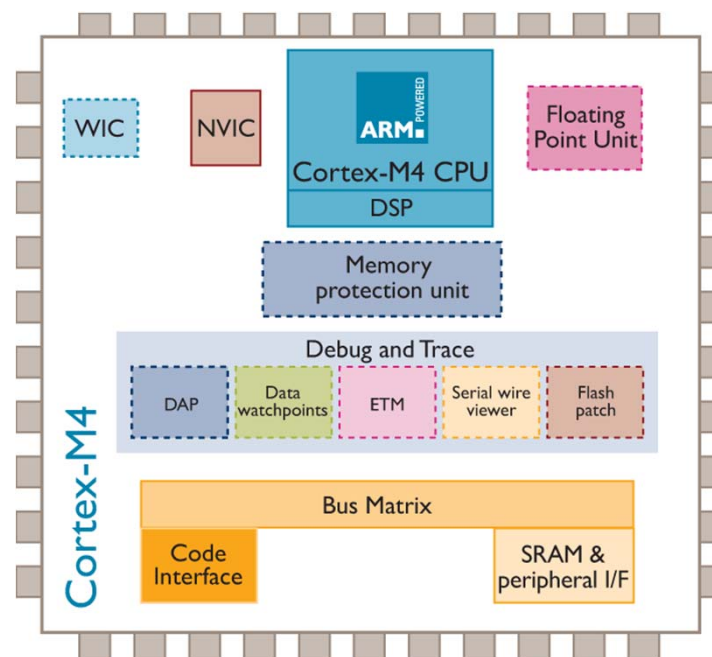 WIC
NVIC
ARM
POWERED
Cortex-M4 CPU
DSP
Floating
Point Unit
Memory
protection unit
Debug and Trace
DAP
Data
watchpoints
ETM
Serial wire
viewer
Flash
patch
Cortex-M4
Bus Matrix
Code
Interface
SRAM &
peripheral I/F